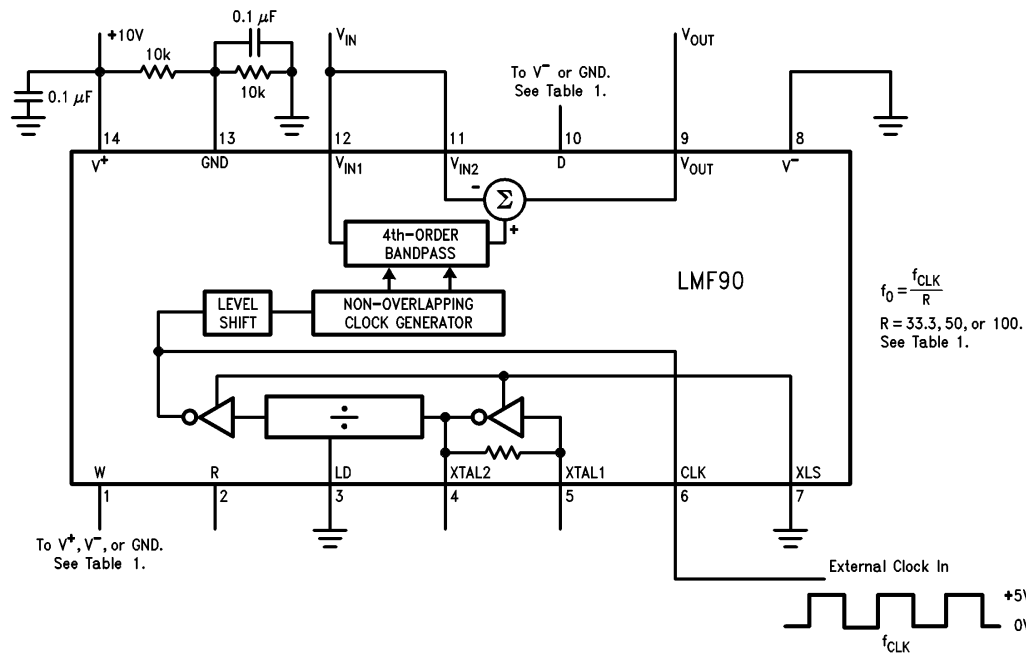 +10V
10k
0.1 µF
0.1 µF
10k
V_IN
To V⁻ or GND.
See Table 1.
V_OUT
14
13
12
11
10
9
8
V⁺
GND
V_IN1
V_IN2
D
V_OUT
V⁻
-
Σ
+
4th-ORDER
BANDPASS
LMF90
LEVEL
SHIFT
NON-OVERLAPPING
CLOCK GENERATOR
f_O = f_CLK / R
R = 33.3, 50, or 100.
See Table 1.
÷
W
R
LD
XTAL2
XTAL1
CLK
XLS
1
2
3
4
5
6
7
To V⁺, V⁻, or GND.
See Table 1.
External Clock In
+5V
0V
f_CLK